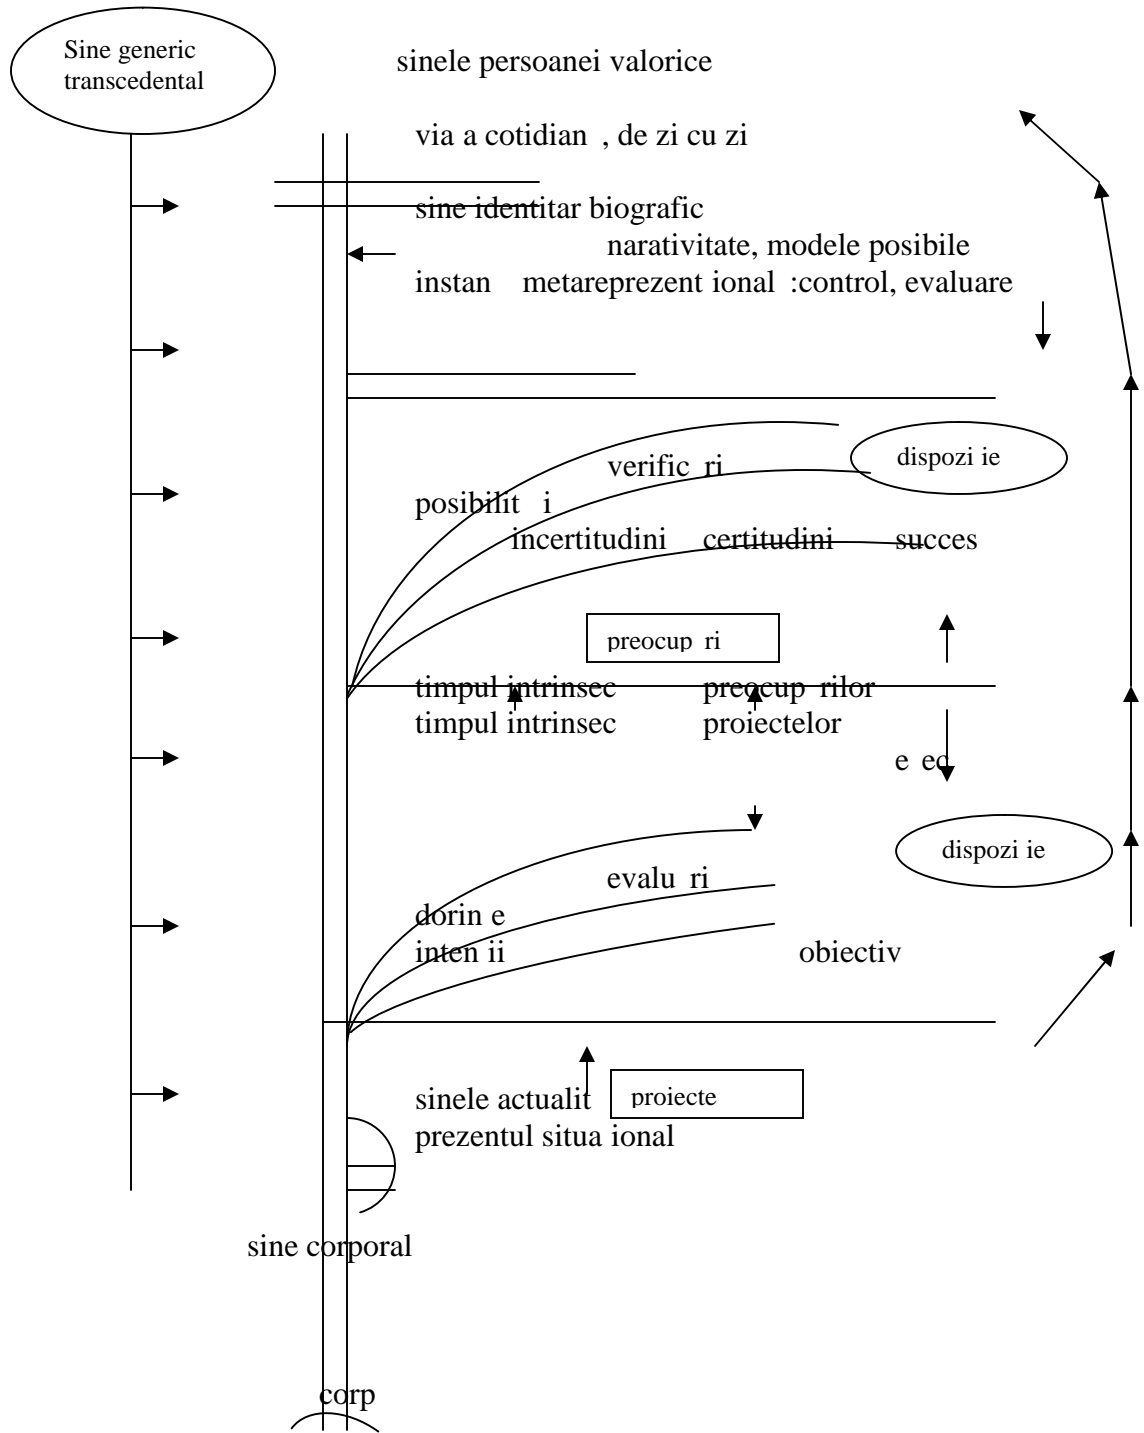 Sine generic
transcedental
sinele persoanei valorice
via a cotidian , de zi cu zi
sine identitar biografic
narativitate, modele posibile
instan metareprezent ional :control, evaluare
verific ri
dispozi ie
posibilit i
incertitudini certitudini succes
preocup ri
timpul intrinsec preocup rilor
timpul intrinsec proiectelor
e ec
dispozi ie
evalu ri
dorin e
inten ii obiectiv
sinele actualit proiecte
prezentul situa ional
sine corporal
corp